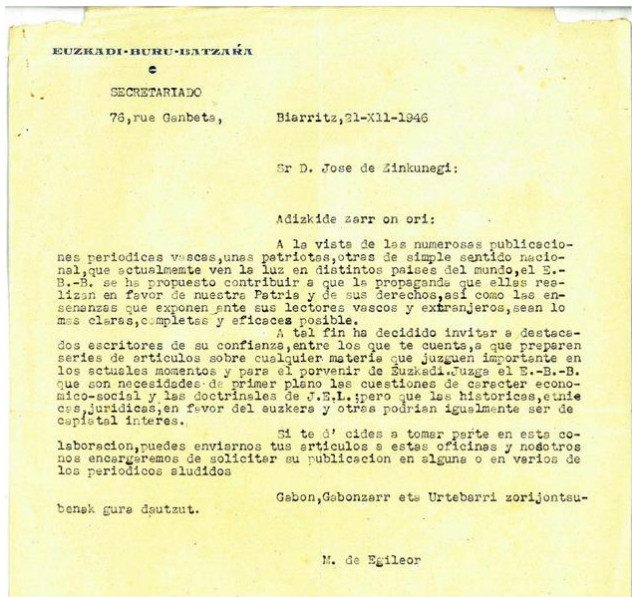 EUZKADI-BURU-BATZAŔA
SECRETARIADO
76,rue Ganbeta, Biarritz,21-XII-1946
Sr D. Jose de Zinkunegi:
Adizkide zarr on ori:
A la vista de las numerosas publicacio-
nes periodicas vascas,unas patriotas,otras de simple sentido nacio-
nal,que actualmemte ven la luz en distintos paises del mundo,el E.-
B.-B. se ha propuesto contribuir a que la propaganda que ellas rea-
lizan en favor de nuestra Patria y de sus derechos,asi como las en-
senanzas que exponen ante sus lectores vascos y extranjeros,sean lo
mas claras,completas y eficaces posible.
A tal fin ha decidido invitar a destaca-
dos escritores de su confianza,entre los que te cuenta,a que preparen
series de articulos sobre cualquier materia que juzguen importante en
los actuales momentos y para el porvenir de Euzkadi.Juzga el E.-B.-B.
que son necesidades de primer plano las cuestiones de caracter econo-
mico-social y las doctrinales de J.E.L.;pero que las historicas,etnic
cas,juridicas,en favor del euzkera y otras podrian igualmente ser de
capiatal interes.
Si te d' cides a tomar parte en esta co-
laboracion,puedes enviarnos tus articulos a estas oficinas y nosotros
nos encargaremos de solicitar su publicacion en alguna o en varios de
los periodicos aludidos
Gabon,Gabonzarr eta Urtebarri zorijontsu-
benak gura dautzut.
M. de Egileor